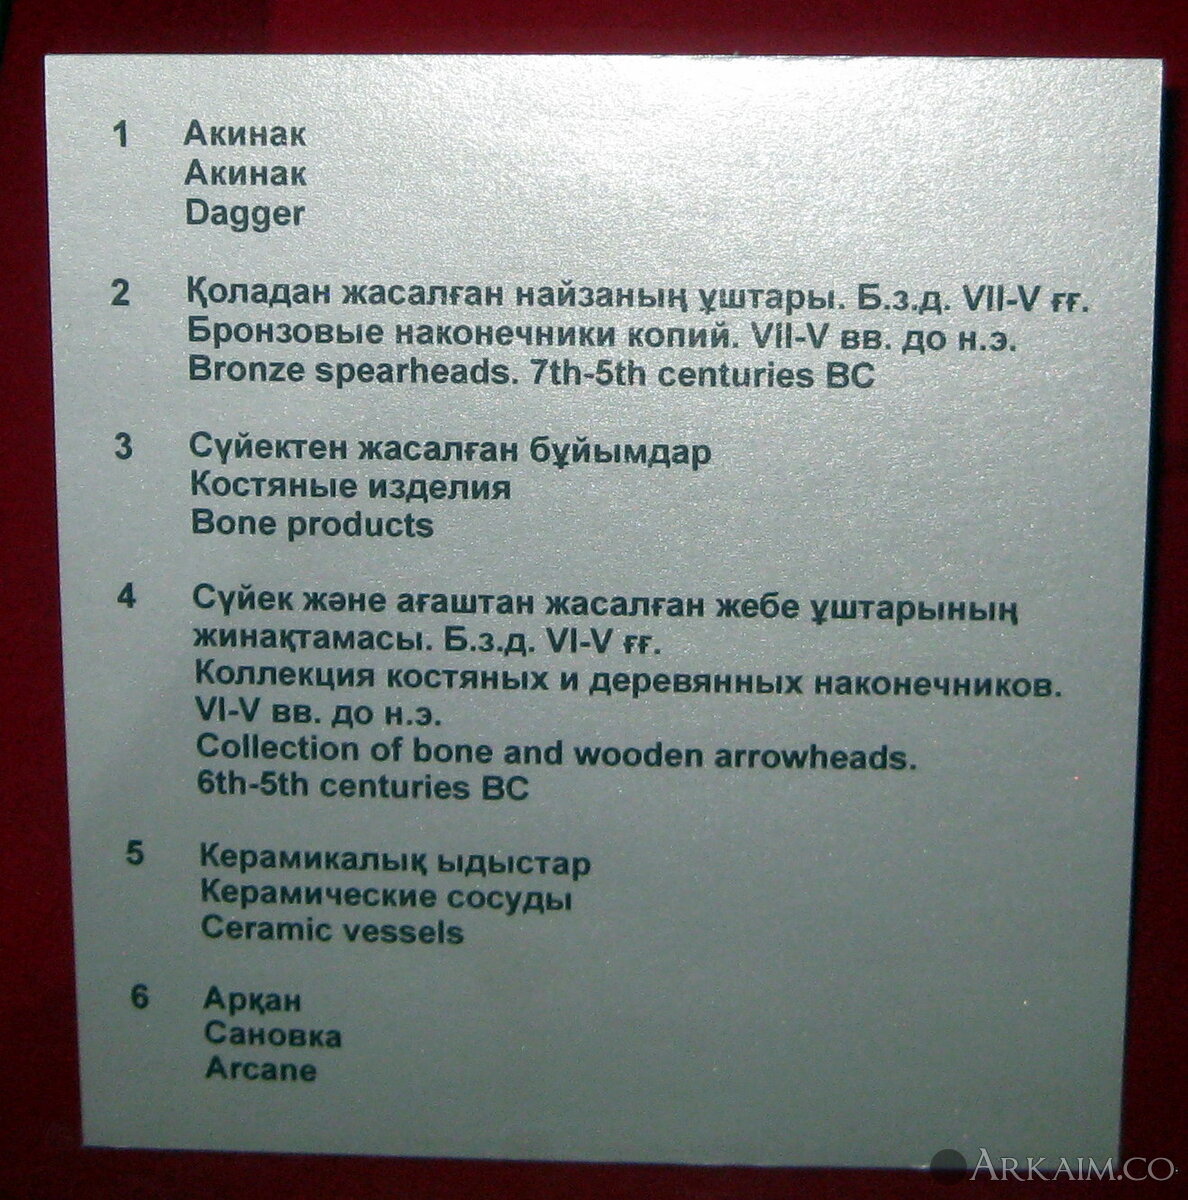 1 Акинак
Акинак
Dagger
2 Қоладан жасалған найзаның ұштары. Б.з.д. VII-V ғғ.
Бронзовые наконечники копий. VII-V вв. до н.э.
Bronze spearheads. 7th-5th centuries BC
3 Сүйектен жасалған бұйымдар
Костяные изделия
Bone products
4 Сүйек және ағаштан жасалған жебе ұштарының
жинақтамасы. Б.з.д. VI-V ғғ.
Коллекция костяных и деревянных наконечников.
VI-V вв. до н.э.
Collection of bone and wooden arrowheads.
6th-5th centuries BC
5 Керамикалық ыдыстар
Керамические сосуды
Ceramic vessels
6 Арқан
Сановка
Arcane
ARKAIM.CO